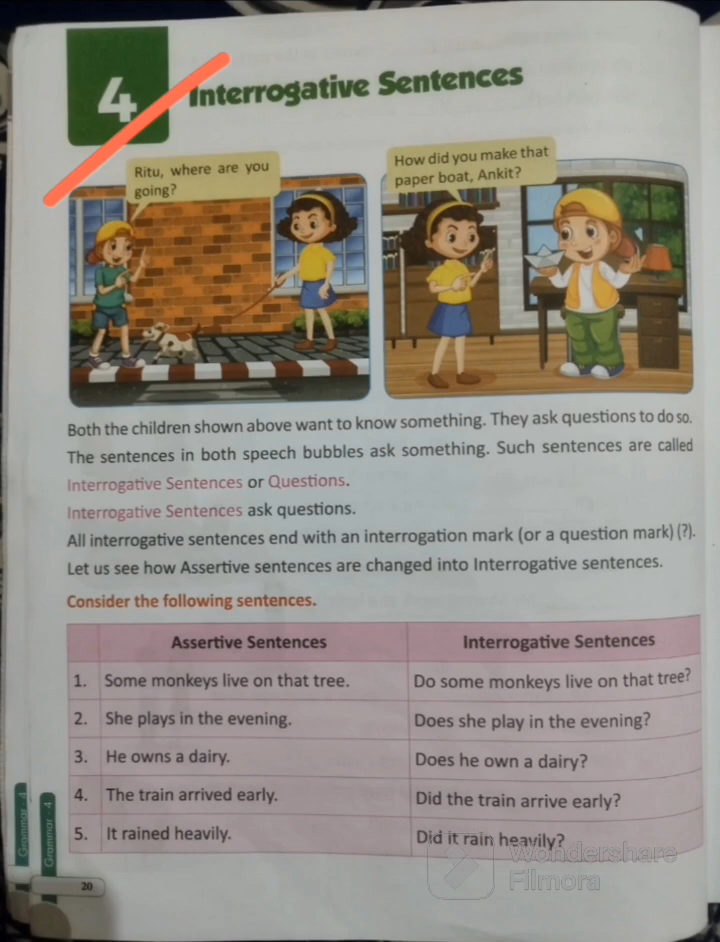 4
Interrogative Sentences
Ritu, where are you
going?
How did you make that
paper boat, Ankit?
Both the children shown above want to know something. They ask questions to do so.
The sentences in both speech bubbles ask something. Such sentences are called
Interrogative Sentences or Questions.
Interrogative Sentences ask questions.
All interrogative sentences end with an interrogation mark (or a question mark) (?).
Let us see how Assertive sentences are changed into Interrogative sentences.
Consider the following sentences.
Assertive Sentences Interrogative Sentences
1. Some monkeys live on that tree. Do some monkeys live on that tree?
2. She plays in the evening. Does she play in the evening?
3. He owns a dairy. Does he own a dairy?
4. The train arrived early. Did the train arrive early?
5. It rained heavily. Did it rain heavily?
Grammar - 4
Grammar - 4
20
Wondershare
Filmora